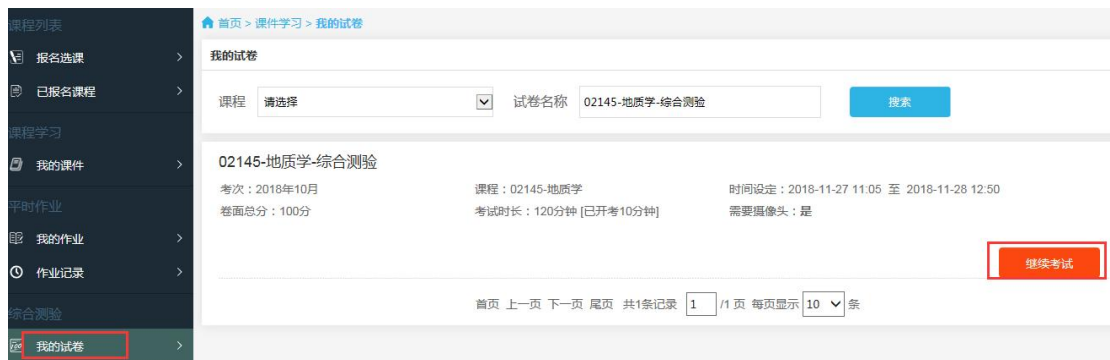 课程列表
首页 > 课件学习 > 我的试卷
报名选课
我的试卷
已报名课程
课程 请选择 试卷名称 02145-地质学-综合测验 搜索
课程学习
我的课件
02145-地质学-综合测验
考次：2018年10月 课程：02145-地质学 时间设定：2018-11-27 11:05 至 2018-11-28 12:50
平时作业
卷面总分：100分 考试时长：120分钟 [已开考10分钟] 需要摄像头：是
我的作业
继续考试
作业记录
首页 上一页 下一页 尾页 共1条记录 1 /1 页 每页显示 10 条
综合测验
我的试卷